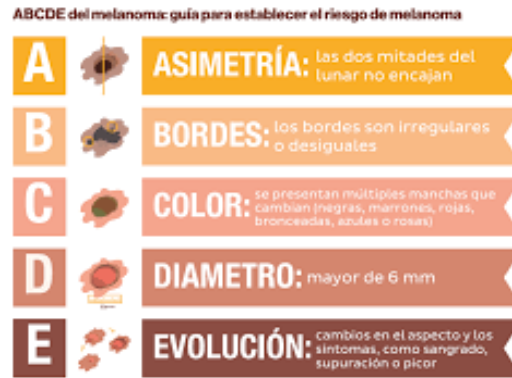 ABCDE del melanoma: guía para establecer el riesgo de melanoma
A
ASIMETRÍA: las dos mitades del
lunar no encajan
B
BORDES: los bordes son irregulares
o desiguales
C
COLOR: se presentan múltiples manchas que
cambian (negras, marrones, rojas,
bronceadas, azules o rosas)
D
DIAMETRO: mayor de 6 mm
E
EVOLUCIÓN: cambios en el aspecto y los
síntomas, como sangrado,
supuración o picor